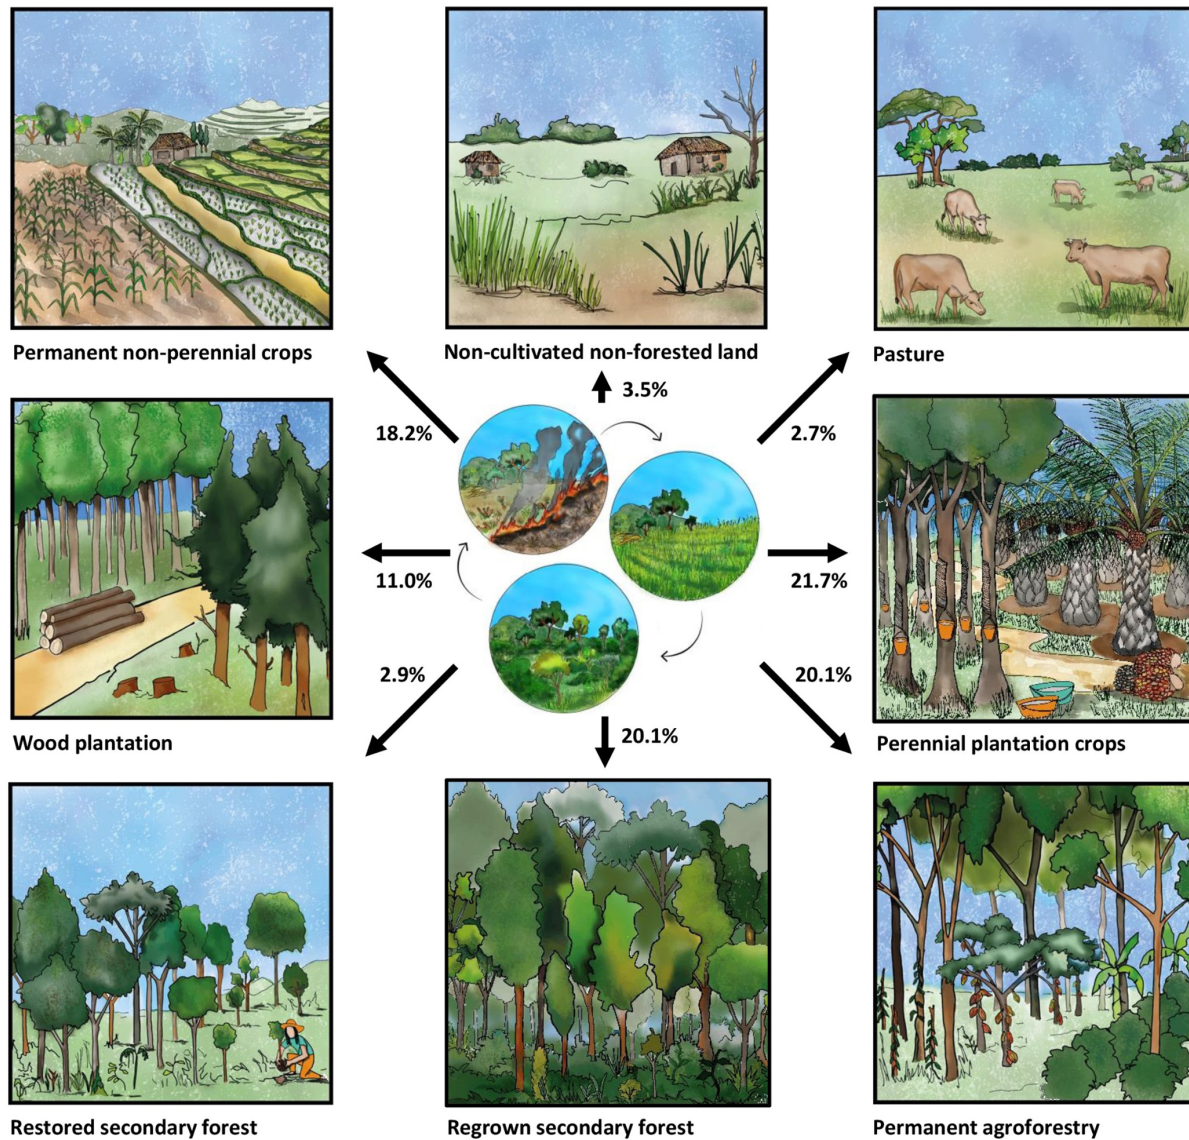 Permanent non-perennial crops
Non-cultivated non-forested land
Pasture
3.5%
18.2%
2.7%
11.0%
21.7%
2.9%
20.1%
20.1%
Wood plantation
Perennial plantation crops
Restored secondary forest
Regrown secondary forest
Permanent agroforestry